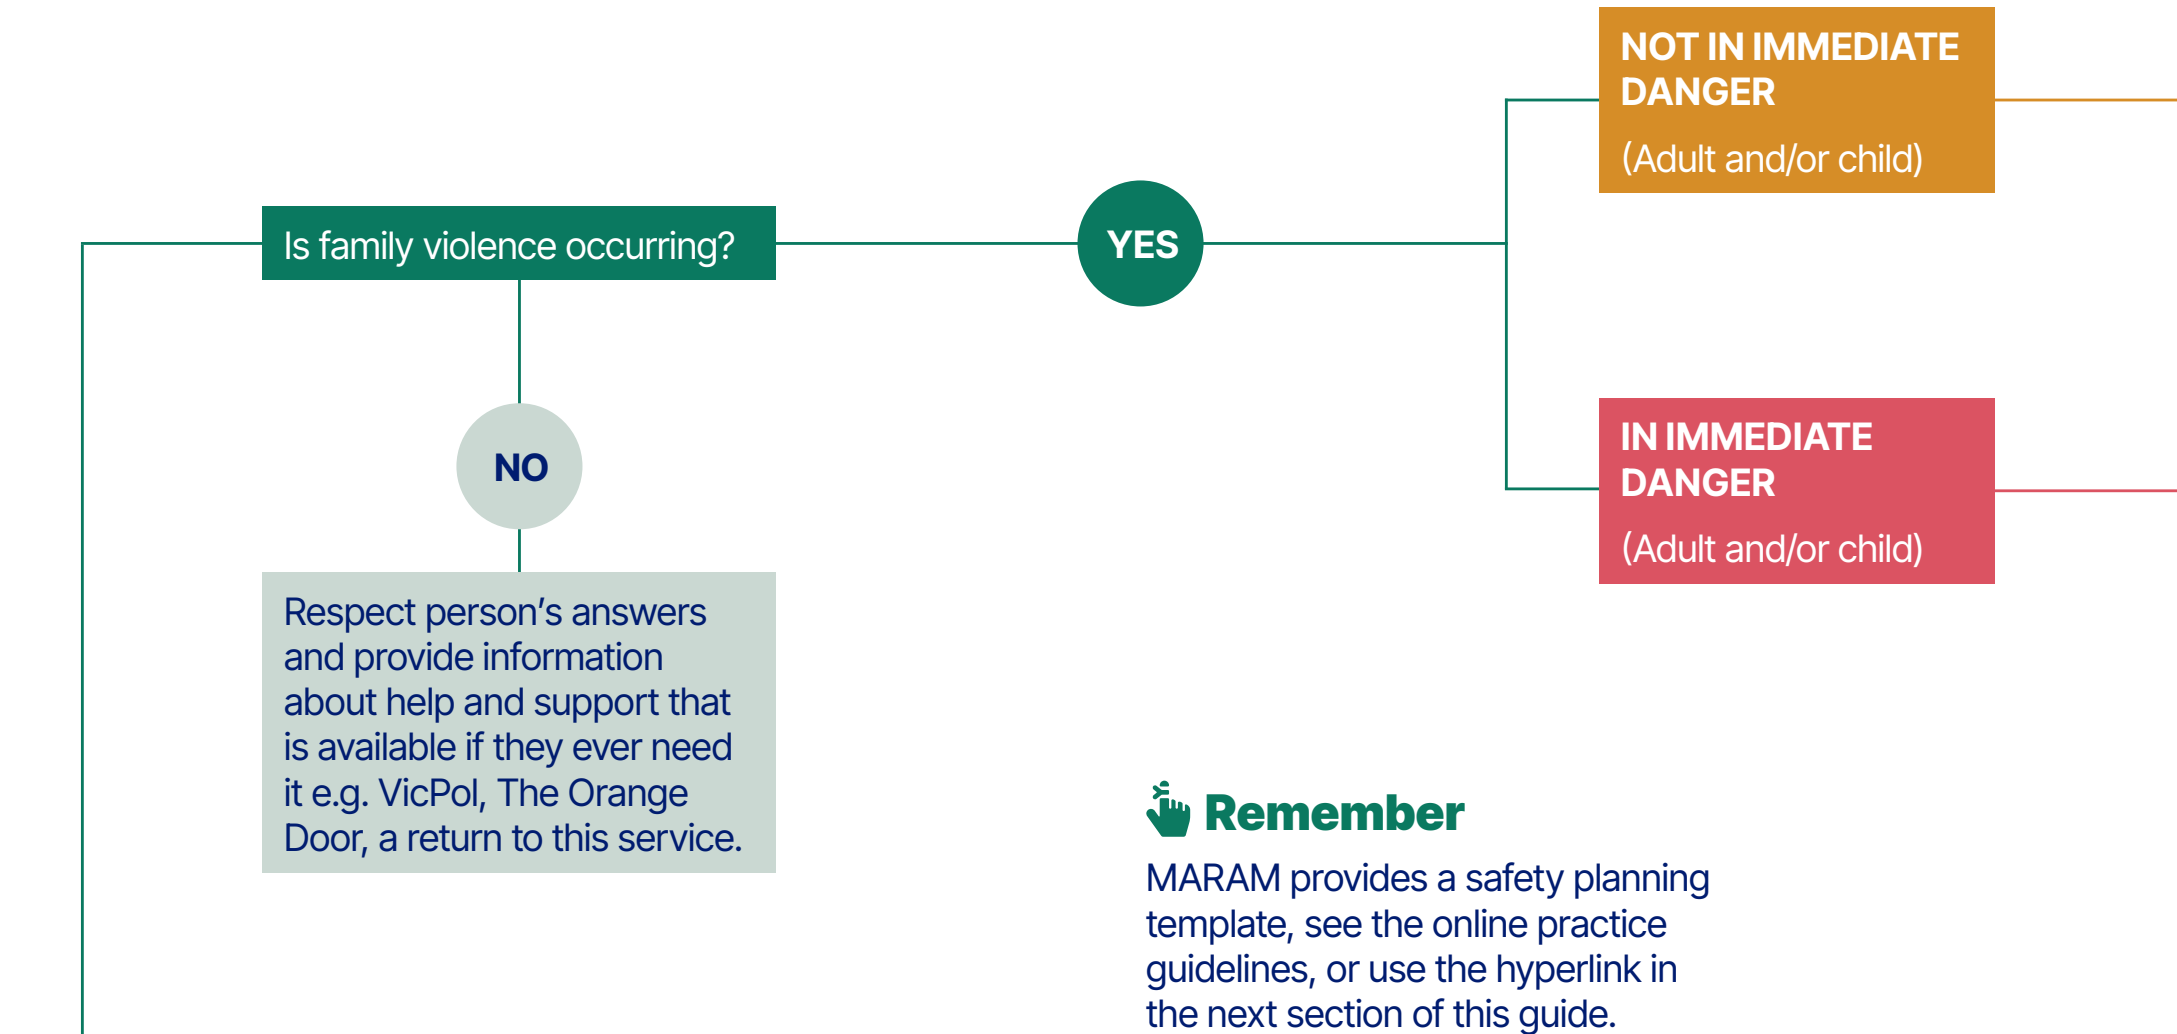 Is family violence occurring?
YES
NOT IN IMMEDIATE
DANGER
(Adult and/or child)
IN IMMEDIATE
DANGER
(Adult and/or child)
NO
Respect person’s answers
and provide information
about help and support that
is available if they ever need
it e.g. VicPol, The Orange
Door, a return to this service.
Remember
MARAM provides a safety planning
template, see the online practice
guidelines, or use the hyperlink in
the next section of this guide.